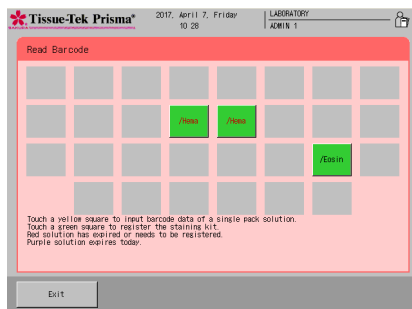 Tissue-Tek Prisma®
2017, April 7, Friday
10 28
LABORATORY
ADMIN 1
SAKURA
Read Barcode
/Hema
/Hema
/Eosin
Touch a yellow square to input barcode data of a single pack solution.
Touch a green square to register the staining kit.
Red solution has expired or needs to be registered.
Purple solution expires today.
Exit